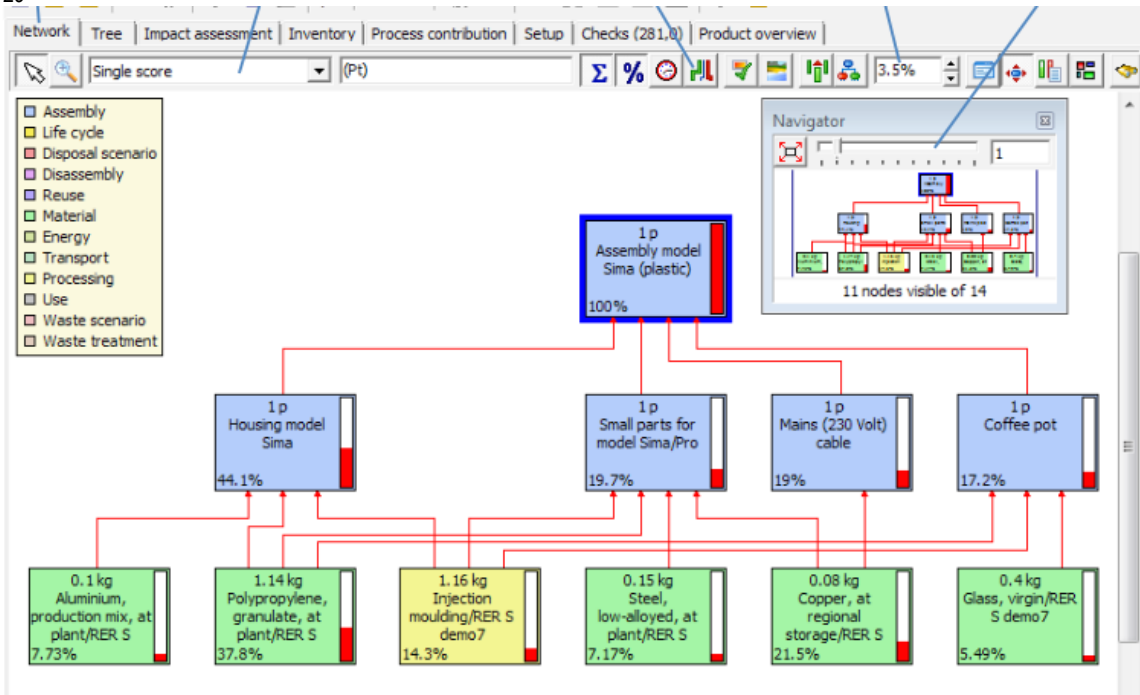 Network
Tree
Impact assessment
Inventory
Process contribution
Setup
Checks (281,0)
Product overview
Single score
(Pt)
Σ
%
3.5%
Assembly
Life cycle
Disposal scenario
Disassembly
Reuse
Material
Energy
Transport
Processing
Use
Waste scenario
Waste treatment
Navigator
1
11 nodes visible of 14
1 p
Assembly model
Sima (plastic)
100%
1 p
Housing model
Sima
44.1%
1 p
Small parts for
model Sima/Pro
19.7%
1 p
Mains (230 Volt)
cable
19%
1 p
Coffee pot
17.2%
0.1 kg
Aluminium,
production mix, at
plant/RER S
7.73%
1.14 kg
Polypropylene,
granulate, at
plant/RER S
37.8%
1.16 kg
Injection
moulding/RER S
demo7
14.3%
0.15 kg
Steel,
low-alloyed, at
plant/RER S
7.17%
0.08 kg
Copper, at
regional
storage/RER S
21.5%
0.4 kg
Glass, virgin/RER
S demo7
5.49%